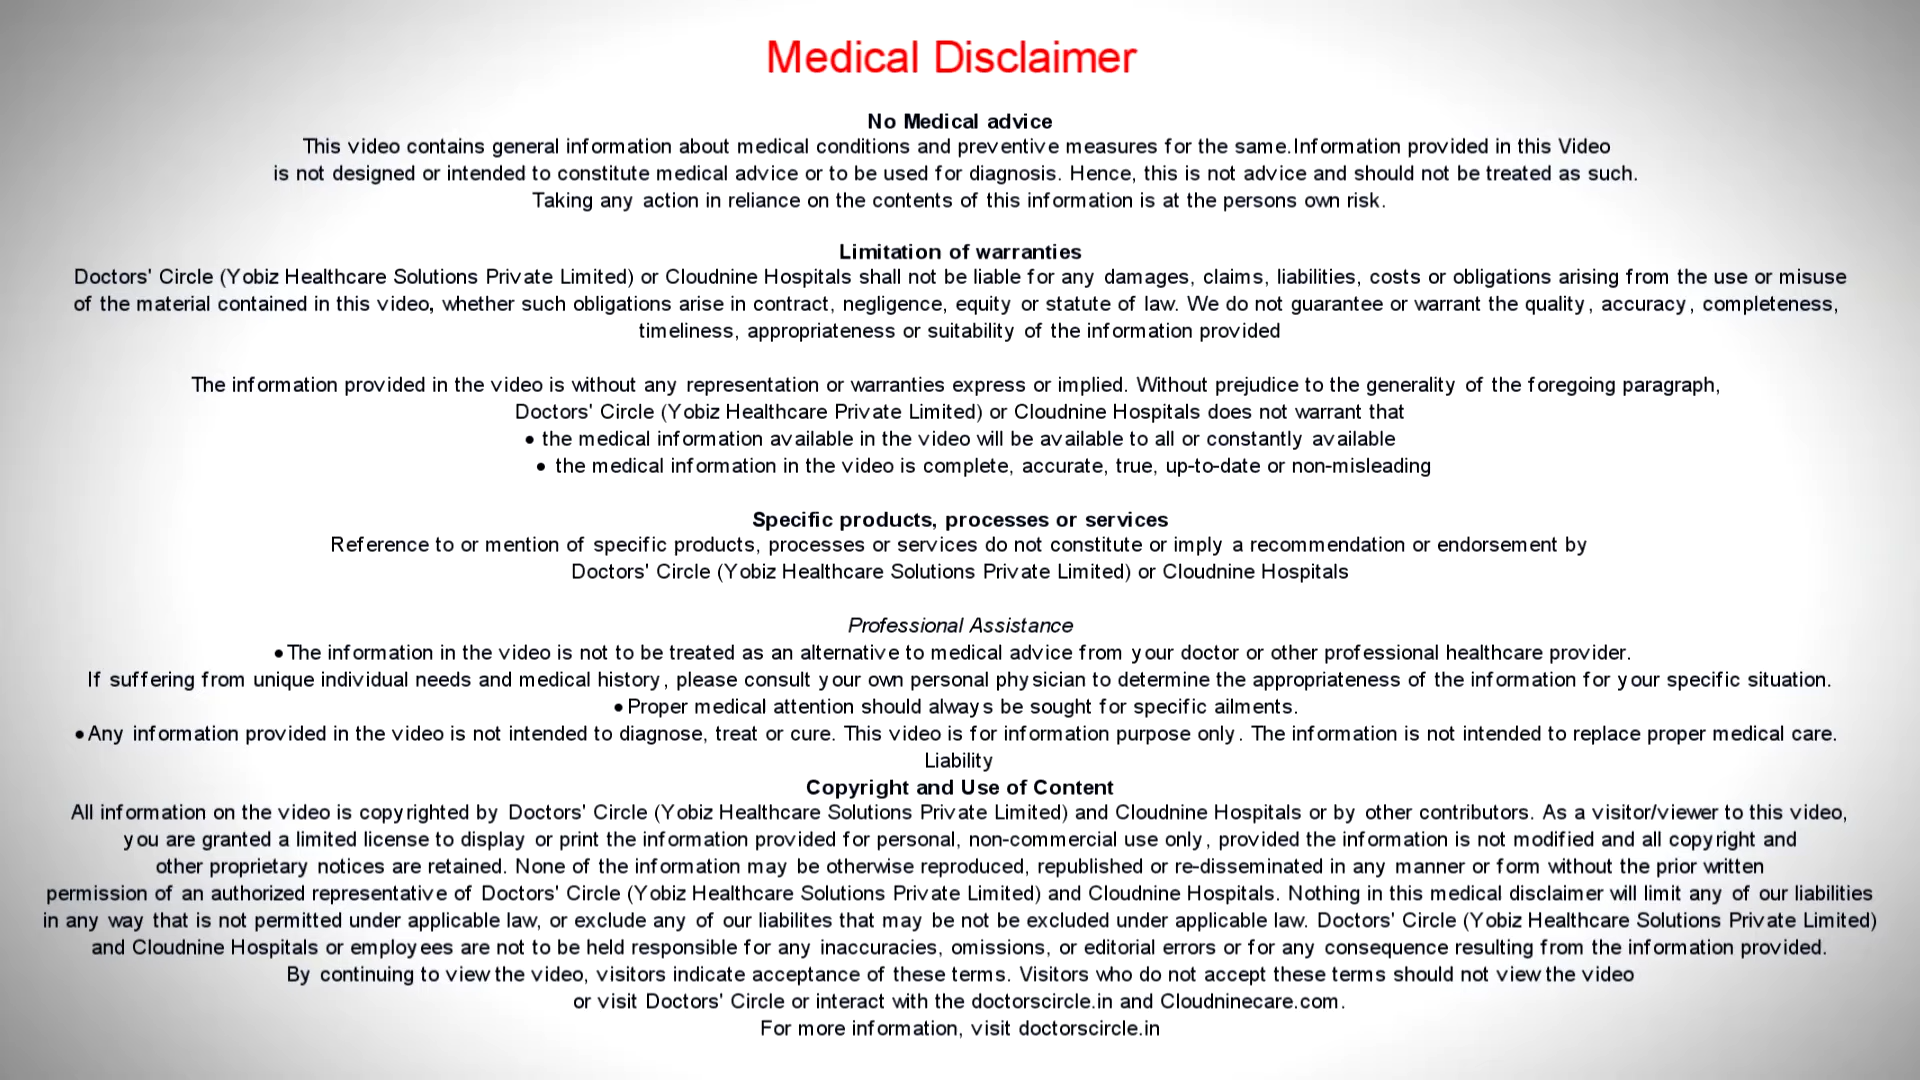 Medical Disclaimer
No Medical advice
This video contains general information about medical conditions and preventive measures for the same.Information provided in this Video
is not designed or intended to constitute medical advice or to be used for diagnosis. Hence, this is not advice and should not be treated as such.
Taking any action in reliance on the contents of this information is at the persons own risk.
Limitation of warranties
Doctors' Circle (Yobiz Healthcare Solutions Private Limited) or Cloudnine Hospitals shall not be liable for any damages, claims, liabilities, costs or obligations arising from the use or misuse
of the material contained in this video, whether such obligations arise in contract, negligence, equity or statute of law. We do not guarantee or warrant the quality, accuracy, completeness,
timeliness, appropriateness or suitability of the information provided
The information provided in the video is without any representation or warranties express or implied. Without prejudice to the generality of the foregoing paragraph,
Doctors' Circle (Yobiz Healthcare Private Limited) or Cloudnine Hospitals does not warrant that
• the medical information available in the video will be available to all or constantly available
• the medical information in the video is complete, accurate, true, up-to-date or non-misleading
Specific products, processes or services
Reference to or mention of specific products, processes or services do not constitute or imply a recommendation or endorsement by
Doctors' Circle (Yobiz Healthcare Solutions Private Limited) or Cloudnine Hospitals
Professional Assistance
•The information in the video is not to be treated as an alternative to medical advice from your doctor or other professional healthcare provider.
If suffering from unique individual needs and medical history, please consult your own personal physician to determine the appropriateness of the information for your specific situation.
•Proper medical attention should always be sought for specific ailments.
•Any information provided in the video is not intended to diagnose, treat or cure. This video is for information purpose only. The information is not intended to replace proper medical care.
Liability
Copyright and Use of Content
All information on the video is copyrighted by Doctors' Circle (Yobiz Healthcare Solutions Private Limited) and Cloudnine Hospitals or by other contributors. As a visitor/viewer to this video,
you are granted a limited license to display or print the information provided for personal, non-commercial use only, provided the information is not modified and all copyright and
other proprietary notices are retained. None of the information may be otherwise reproduced, republished or re-disseminated in any manner or form without the prior written
permission of an authorized representative of Doctors' Circle (Yobiz Healthcare Solutions Private Limited) and Cloudnine Hospitals. Nothing in this medical disclaimer will limit any of our liabilities
in any way that is not permitted under applicable law, or exclude any of our liabilites that may be not be excluded under applicable law. Doctors' Circle (Yobiz Healthcare Solutions Private Limited)
and Cloudnine Hospitals or employees are not to be held responsible for any inaccuracies, omissions, or editorial errors or for any consequence resulting from the information provided.
By continuing to view the video, visitors indicate acceptance of these terms. Visitors who do not accept these terms should not view the video
or visit Doctors' Circle or interact with the doctorscircle.in and Cloudninecare.com.
For more information, visit doctorscircle.in